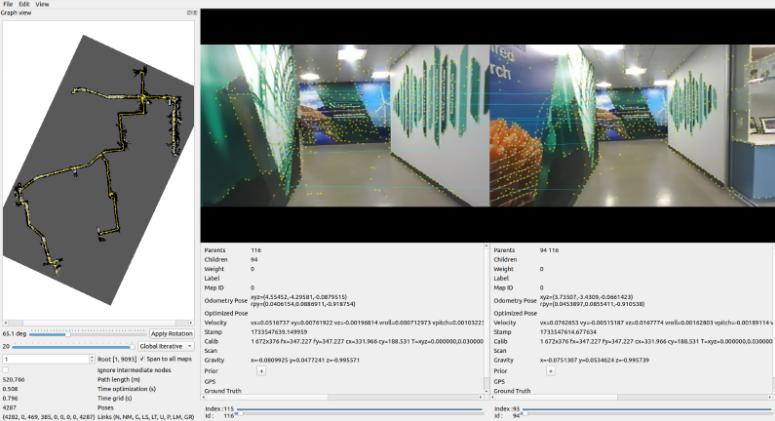 File Edit View
Graph view
65.1 deg
Apply Rotation
20
Global Iterative
1
Root [1, 9093]
Span to all maps
Ignore intermediate nodes
520.766 Path length (m)
0.508 Time optimization (s)
0.796 Time grid (s)
4287 Poses
(4282, 0, 469, 385, 0, 0, 0, 0, 4287) Links (N, NM, G, LS, LT, U, P, LM, GR)
rch
Parents 116
Children 94
Weight 0
Label
Map ID 0
Odometry Pose xyz=(4.55452,-4.29581,-0.0879515)
rpy=(0.0406154,0.0886911,-0.918754)
Optimized Pose
Velocity vx=0.0516737 vy=0.00761922 vz=-0.00196814 vroll=0.000712973 vpitch=0.0010322
Stamp 1733547639.149959
Calib 1 672x376 fx=347.227 fy=347.227 cx=331.966 cy=188.531 T=xyz=0.000000,0.030000
Scan
Gravity x=-0.0809925 y=0.0477241 z=-0.995571
Prior +
GPS
Ground Truth
Index : 115
Id : 116
Parents 94 116
Children
Weight 0
Label
Map ID 0
Odometry Pose xyz=(3.73507,-3.4309,-0.0661423)
rpy=(0.0453897,0.0855411,-0.910538)
Optimized Pose
Velocity vx=0.0762653 vy=-0.00515187 vz=0.0167774 vroll=0.00162803 vpitch=-0.00189114
Stamp 1733547614.677634
Calib 1 672x376 fx=347.227 fy=347.227 cx=331.966 cy=188.531 T=xyz=0.000000,0.030
Scan
Gravity x=-0.0751307 y=0.0534624 z=-0.995739
Prior +
GPS
Ground Truth
Index : 93
Id : 94